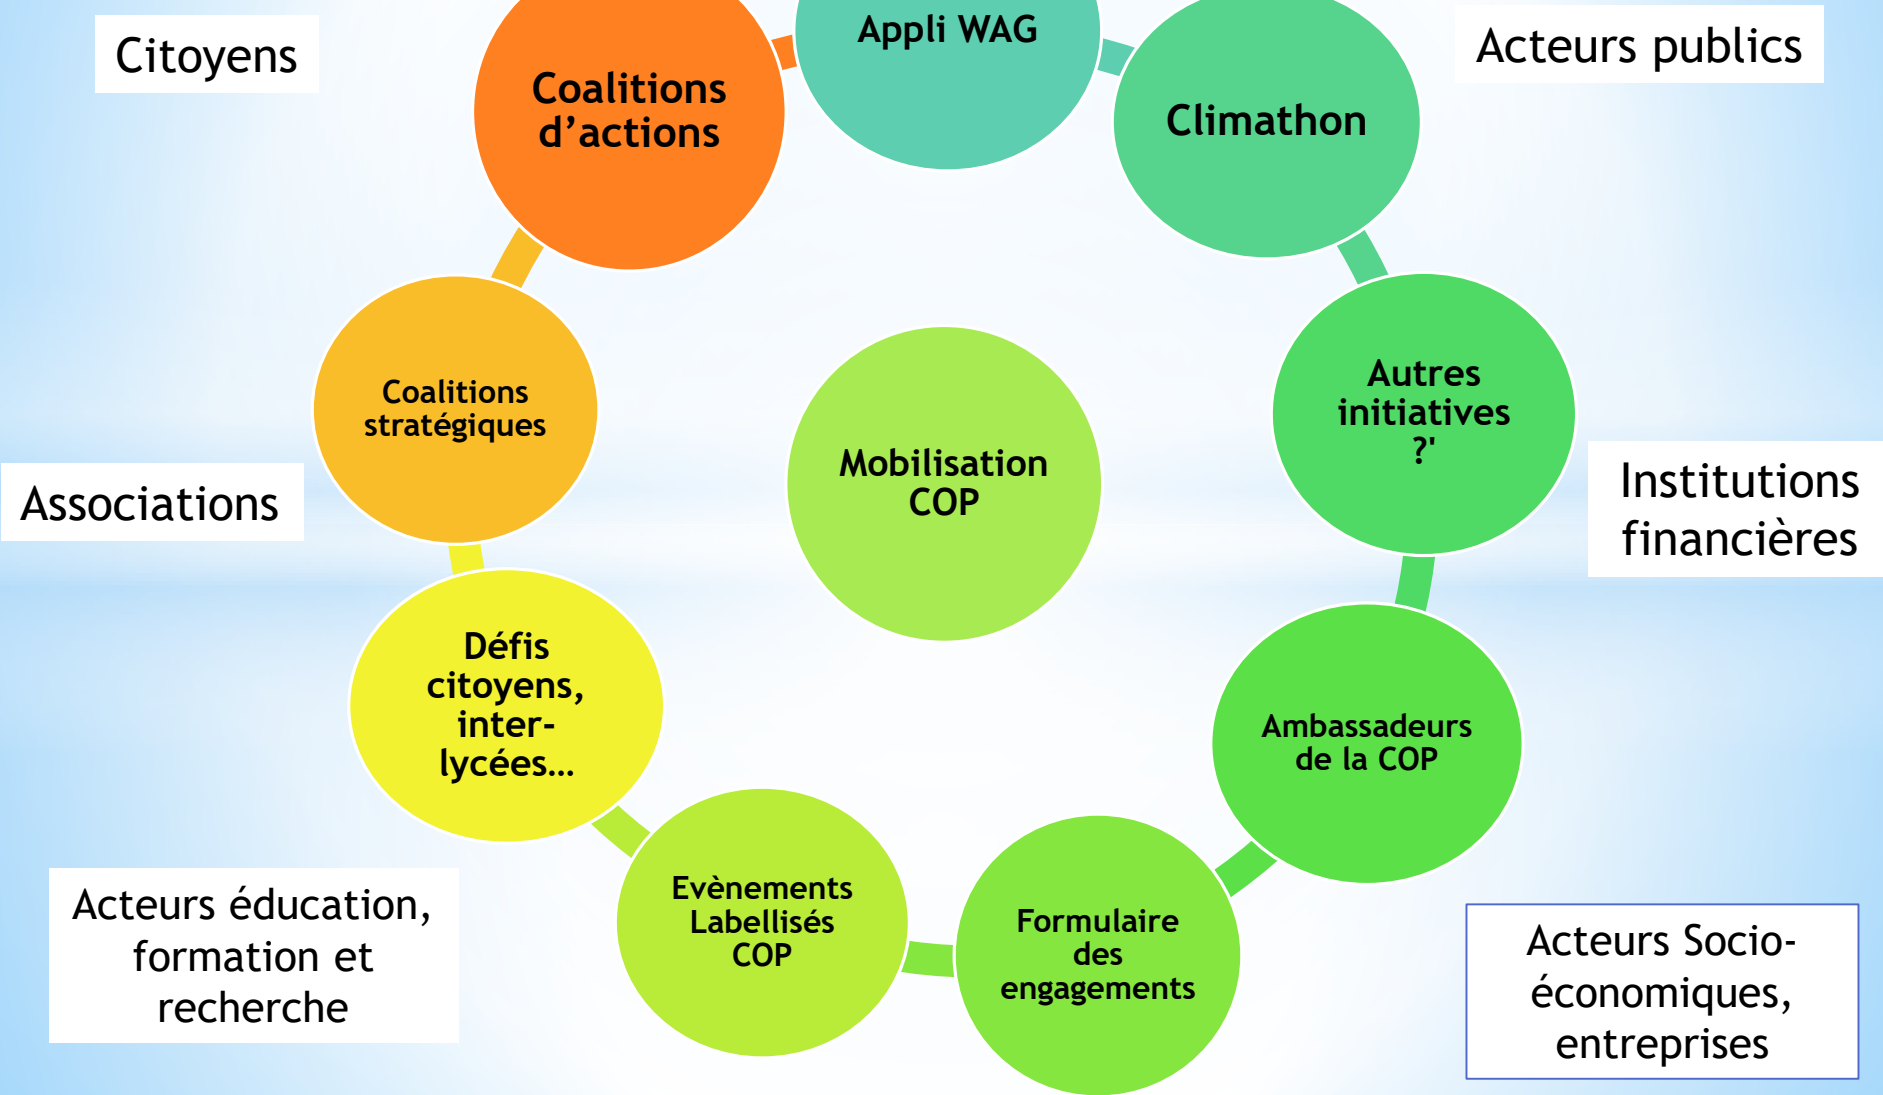 Citoyens
Appli WAG
Acteurs publics
Coalitions
d’actions
Climathon
Coalitions
stratégiques
Autres
initiatives
?'
Mobilisation
COP
Associations
Institutions
financières
Défis
citoyens,
inter-
lycées…
Ambassadeurs
de la COP
Evènements
Labellisés
COP
Formulaire
des
engagements
Acteurs éducation,
formation et
recherche
Acteurs Socio-
économiques,
entreprises